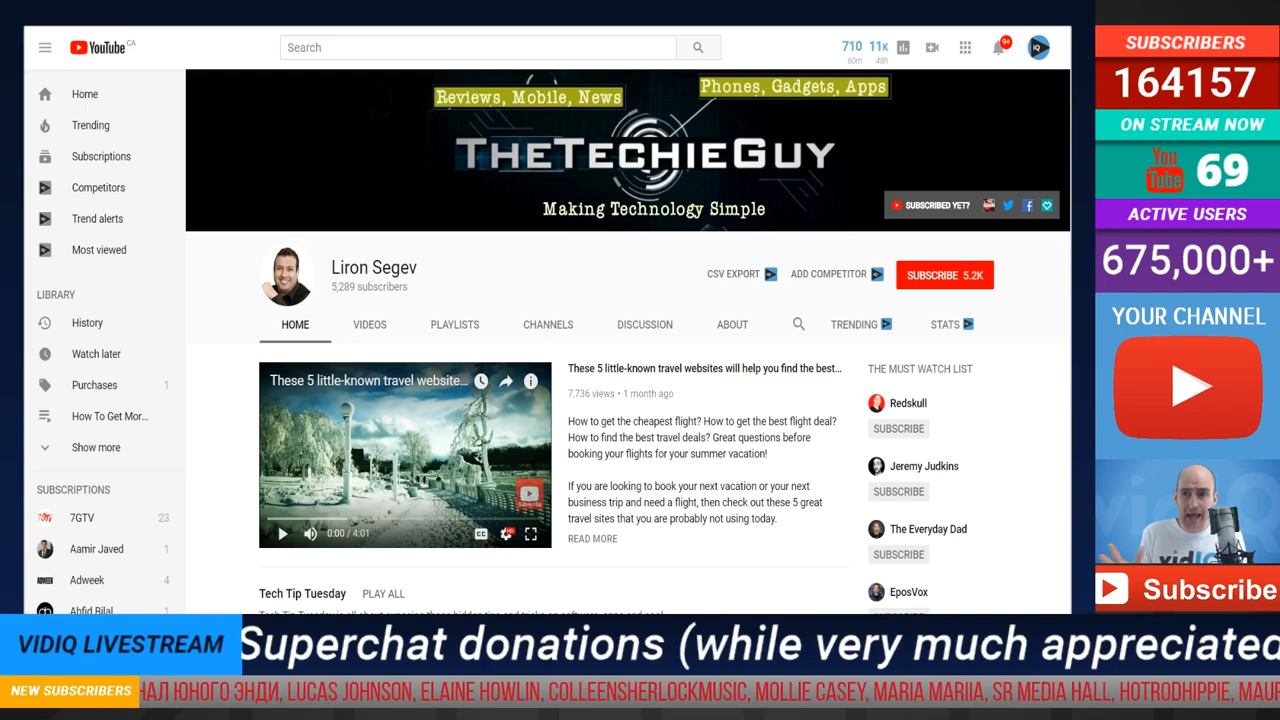 YouTube CA
Search
710 11K
60m 48h
9+
IQ
SUBSCRIBERS
164157
ON STREAM NOW
You Tube 69
ACTIVE USERS
675,000+
YOUR CHANNEL
vidIQ
Subscribe
Home
Trending
Subscriptions
Competitors
Trend alerts
Most viewed
LIBRARY
History
Watch later
Purchases 1
How To Get Mor...
Show more
SUBSCRIPTIONS
7GTV 23
Aamir Javed 1
Adweek 4
Ahfid Bilal
Reviews, Mobile, News
Phones, Gadgets, Apps
THETECHIEGUY
Making Technology Simple
SUBSCRIBED YET?
Liron Segev
5,289 subscribers
CSV EXPORT
ADD COMPETITOR
SUBSCRIBE 5.2K
HOME VIDEOS PLAYLISTS CHANNELS DISCUSSION ABOUT TRENDING STATS
These 5 little-known travel website...
0:00 / 4:01
These 5 little-known travel websites will help you find the best...
7,736 views • 1 month ago
How to get the cheapest flight? How to get the best flight deal?
How to find the best travel deals? Great questions before
booking your flights for your summer vacation!
If you are looking to book your next vacation or your next
business trip and need a flight, then check out these 5 great
travel sites that you are probably not using today.
READ MORE
THE MUST WATCH LIST
Redskull
SUBSCRIBE
Jeremy Judkins
SUBSCRIBE
The Everyday Dad
SUBSCRIBE
EposVox
Tech Tip Tuesday PLAY ALL
VIDIQ LIVESTREAM
Superchat donations (while very much appreciated
NEW SUBSCRIBERS
НАЛ ЮНОГО ЭНДИ, LUCAS JOHNSON, ELAINE HOWLIN, COLLEENSHERLOCKMUSIC, MOLLIE CASEY, MARIA MARIIA, SR MEDIA HALL, HOTRODHIPPIE, MAUR